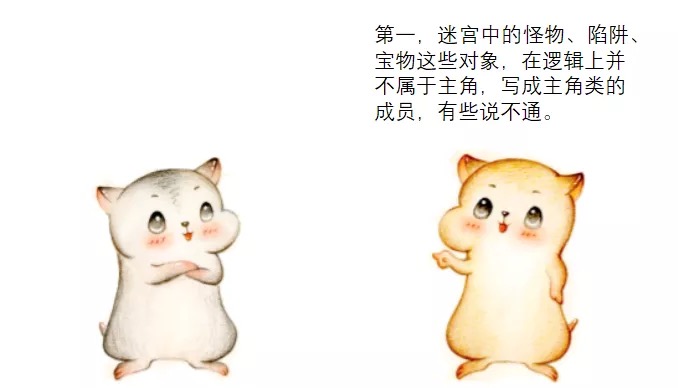 第一，迷宫中的怪物、陷阱、
宝物这些对象，在逻辑上并
不属于主角，写成主角类的
成员，有些说不通。